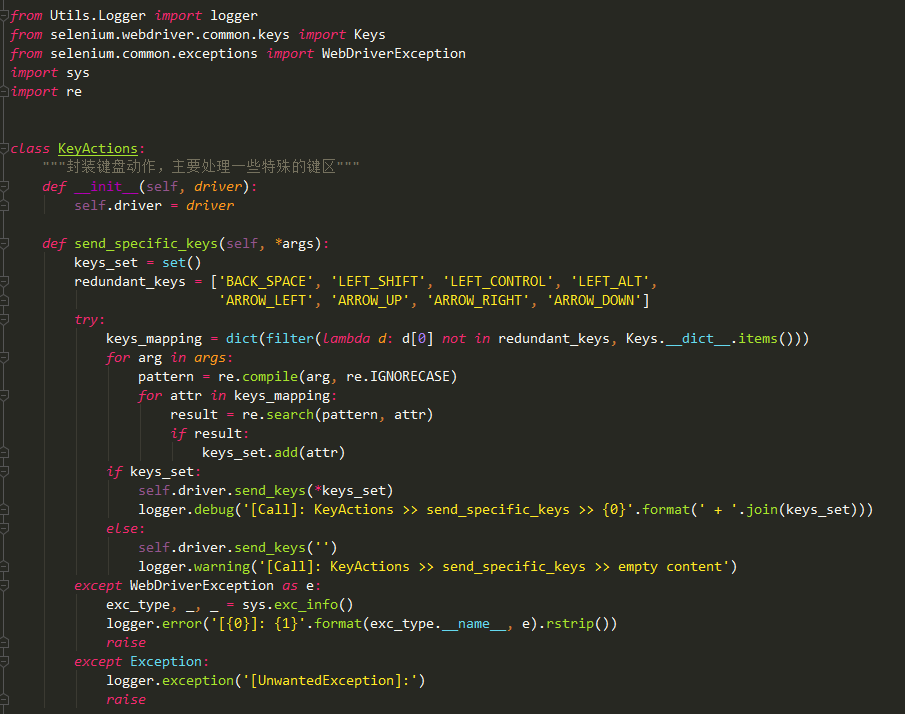 from Utils.Logger import logger
from selenium.webdriver.common.keys import Keys
from selenium.common.exceptions import WebDriverException
import sys
import re


class KeyActions:
    """封装键盘动作，主要处理一些特殊的键区"""
    def __init__(self, driver):
        self.driver = driver

    def send_specific_keys(self, *args):
        keys_set = set()
        redundant_keys = ['BACK_SPACE', 'LEFT_SHIFT', 'LEFT_CONTROL', 'LEFT_ALT',
                          'ARROW_LEFT', 'ARROW_UP', 'ARROW_RIGHT', 'ARROW_DOWN']
        try:
            keys_mapping = dict(filter(lambda d: d[0] not in redundant_keys, Keys.__dict__.items()))
            for arg in args:
                pattern = re.compile(arg, re.IGNORECASE)
                for attr in keys_mapping:
                    result = re.search(pattern, attr)
                    if result:
                        keys_set.add(attr)
            if keys_set:
                self.driver.send_keys(*keys_set)
                logger.debug('[Call]: KeyActions >> send_specific_keys >> {0}'.format(' + '.join(keys_set)))
            else:
                self.driver.send_keys('')
                logger.warning('[Call]: KeyActions >> send_specific_keys >> empty content')
        except WebDriverException as e:
            exc_type, _, _ = sys.exc_info()
            logger.error('[{0}]: {1}'.format(exc_type.__name__, e).rstrip())
            raise
        except Exception:
            logger.exception('[UnwantedException]:')
            raise